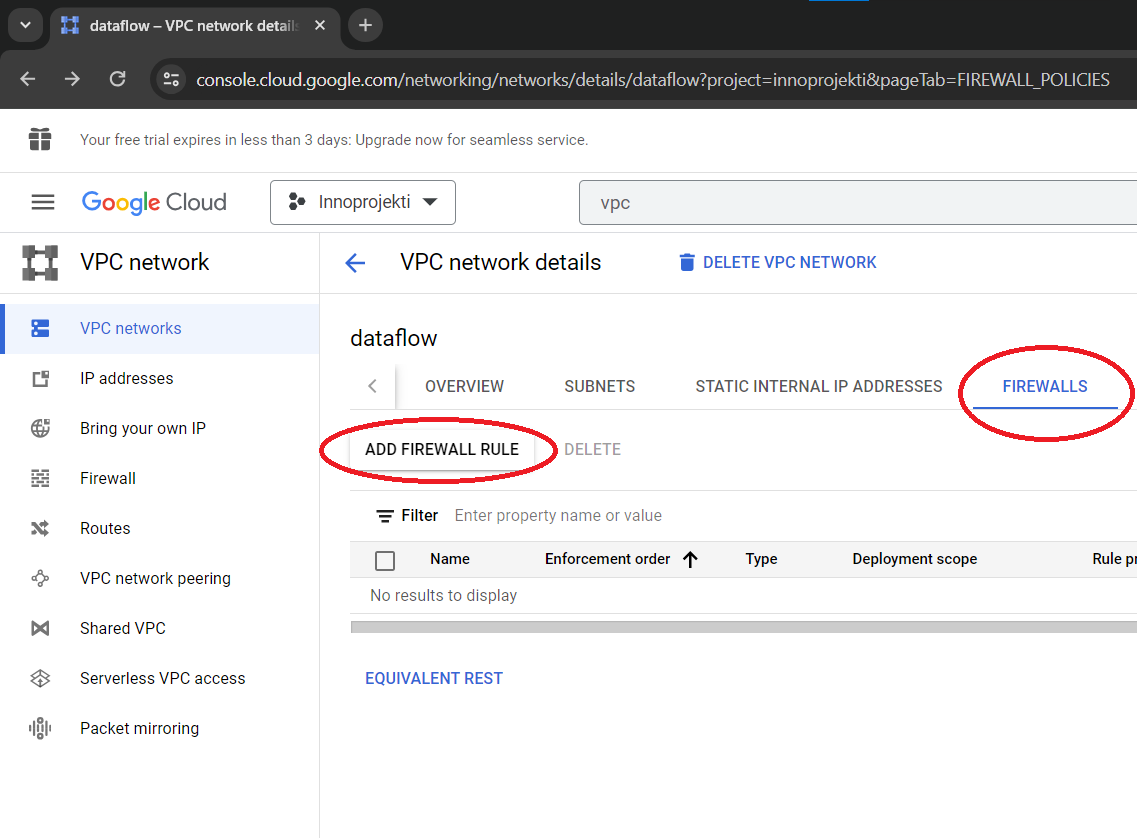 dataflow – VPC network details
console.cloud.google.com/networking/networks/details/dataflow?project=innoprojekti&pageTab=FIREWALL_POLICIES
Your free trial expires in less than 3 days: Upgrade now for seamless service.
Google Cloud
Innoprojekti
vpc
VPC network
VPC network details
DELETE VPC NETWORK
VPC networks
IP addresses
Bring your own IP
Firewall
Routes
VPC network peering
Shared VPC
Serverless VPC access
Packet mirroring
dataflow
OVERVIEW SUBNETS STATIC INTERNAL IP ADDRESSES FIREWALLS
ADD FIREWALL RULE DELETE
Filter Enter property name or value
Name Enforcement order Type Deployment scope Rule pr
No results to display
EQUIVALENT REST